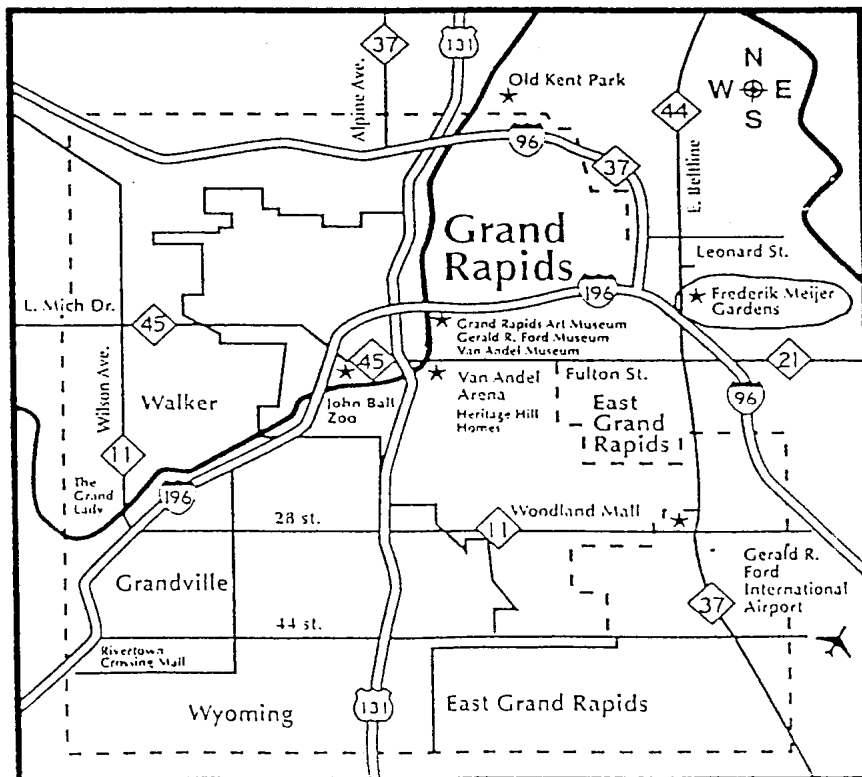 37
131
Alpine Ave.
Old Kent Park
N
W E
S
44
96
37
E. Beltline
Grand
Rapids
Leonard St.
196
Frederik Meijer
Gardens
L. Mich Dr.
45
Grand Rapids Art Museum
Gerald R. Ford Museum
Van Andel Museum
45
21
Fulton St.
Wilson Ave.
Walker
John Ball
Zoo
Van Andel
Arena
Heritage Hill
Homes
East
Grand
Rapids
96
11
The
Grand
Lady
196
28 st.
11
Woodland Mall
Grandville
Gerald R.
Ford
International
Airport
37
44 st.
Rivertown
Crossing Mall
Wyoming
131
East Grand Rapids